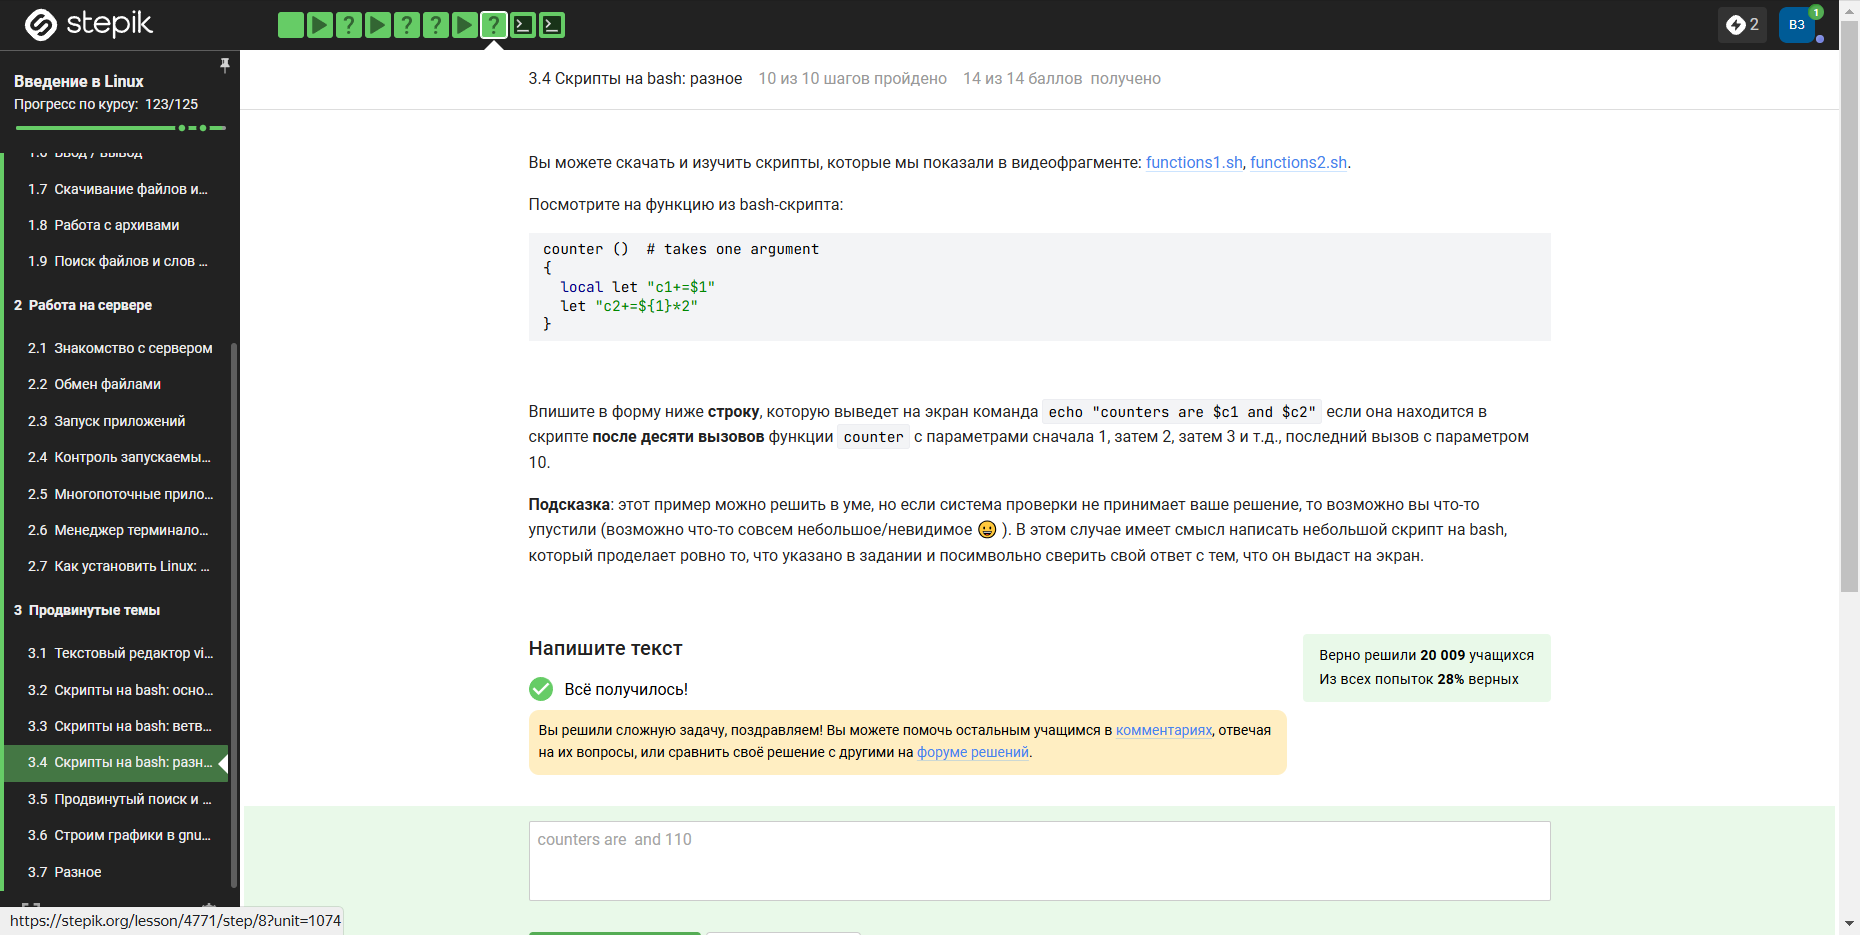 stepik
? ? ? ?
2
ВЗ
1
Введение в Linux
Прогресс по курсу: 123/125
1.6 Ввод / Вывод
1.7 Скачивание файлов и...
1.8 Работа с архивами
1.9 Поиск файлов и слов ...
2 Работа на сервере
2.1 Знакомство с сервером
2.2 Обмен файлами
2.3 Запуск приложений
2.4 Контроль запускаемы...
2.5 Многопоточные прило...
2.6 Менеджер терминало...
2.7 Как установить Linux: ...
3 Продвинутые темы
3.1 Текстовый редактор vi...
3.2 Скрипты на bash: осно...
3.3 Скрипты на bash: ветв...
3.4 Скрипты на bash: разн...
3.5 Продвинутый поиск и ...
3.6 Строим графики в gnu...
3.7 Разное
https://stepik.org/lesson/4771/step/8?unit=1074
3.4 Скрипты на bash: разное 10 из 10 шагов пройдено 14 из 14 баллов получено
Вы можете скачать и изучить скрипты, которые мы показали в видеофрагменте: functions1.sh, functions2.sh.
Посмотрите на функцию из bash-скрипта:
counter () # takes one argument
{
local let "c1+=$1"
let "c2+=${1}*2"
}
Впишите в форму ниже строку, которую выведет на экран команда echo "counters are $c1 and $c2" если она находится в
скрипте после десяти вызовов функции counter с параметрами сначала 1, затем 2, затем 3 и т.д., последний вызов с параметром
10.
Подсказка: этот пример можно решить в уме, но если система проверки не принимает ваше решение, то возможно вы что-то
упустили (возможно что-то совсем небольшое/невидимое 😀 ). В этом случае имеет смысл написать небольшой скрипт на bash,
который проделает ровно то, что указано в задании и посимвольно сверить свой ответ с тем, что он выдаст на экран.
Напишите текст
Всё получилось!
Верно решили 20 009 учащихся
Из всех попыток 28% верных
Вы решили сложную задачу, поздравляем! Вы можете помочь остальным учащимся в комментариях, отвечая
на их вопросы, или сравнить своё решение с другими на форуме решений.
counters are  and 110